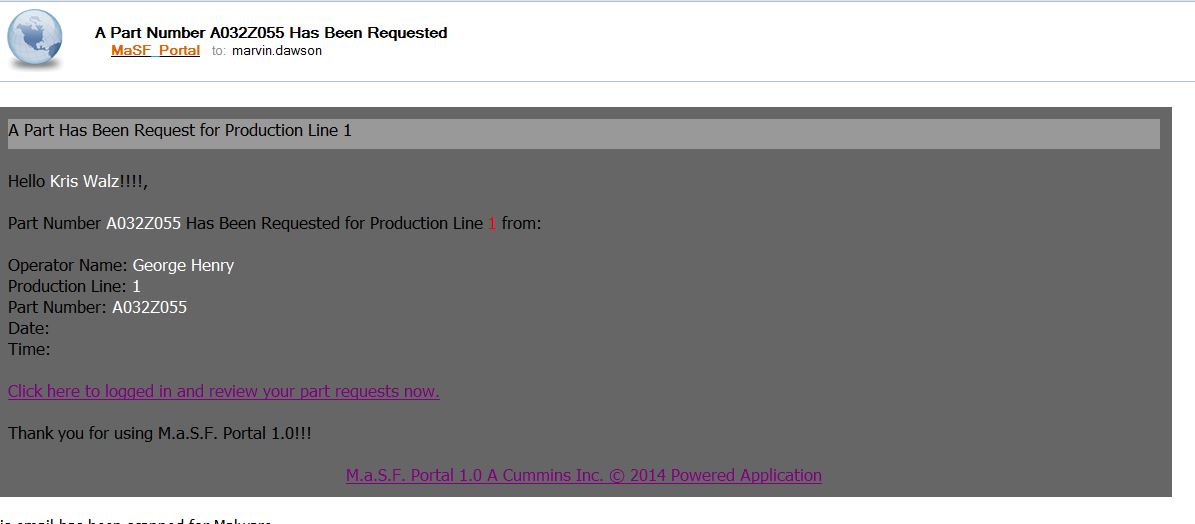 A Part Number A032Z055 Has Been Requested
MaSF_Portal to: marvin.dawson
A Part Has Been Request for Production Line 1
Hello Kris Walz!!!!,
Part Number A032Z055 Has Been Requested for Production Line 1 from:
Operator Name: George Henry
Production Line: 1
Part Number: A032Z055
Date:
Time:
Click here to logged in and review your part requests now.
Thank you for using M.a.S.F. Portal 1.0!!!
M.a.S.F. Portal 1.0 A Cummins Inc. © 2014 Powered Application
email has been scanned for Malware